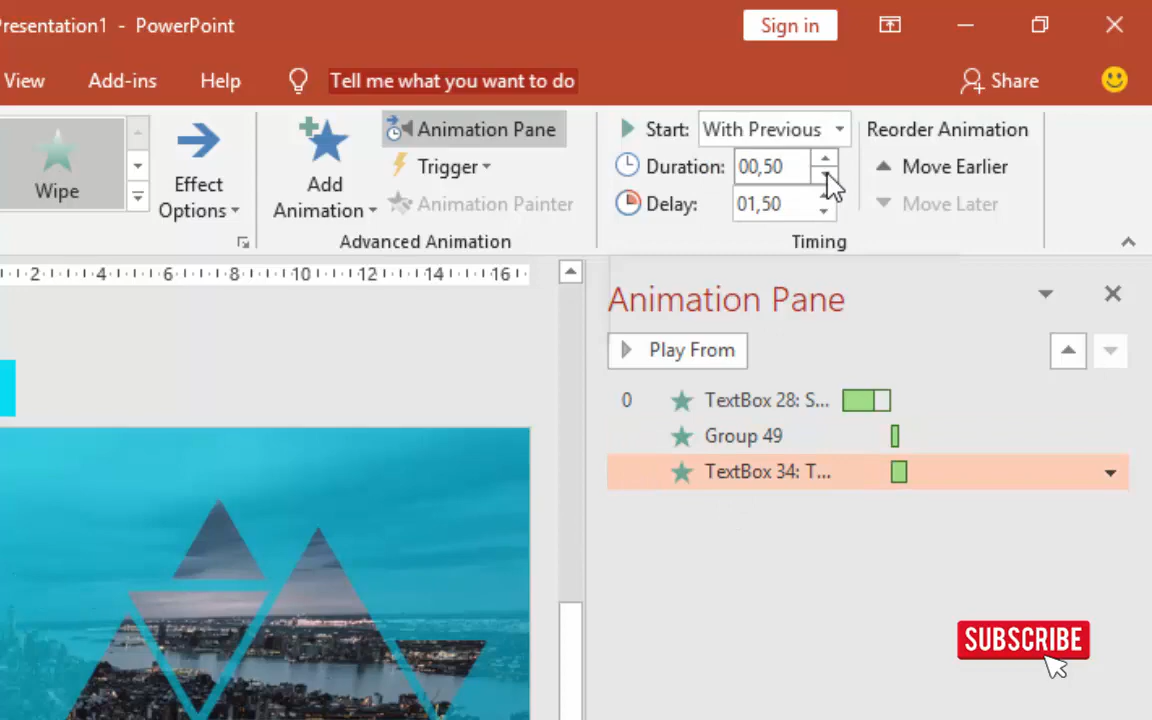 Presentation1 - PowerPoint
Sign in
View Add-ins Help Tell me what you want to do Share
Wipe
Effect Options
Add Animation
Animation Pane
Trigger
Animation Painter
Advanced Animation
Start: With Previous
Duration: 00,50
Delay: 01,50
Timing
Reorder Animation
Move Earlier
Move Later
2 4 6 8 10 12 14 16
Animation Pane
Play From
0 TextBox 28: S...
Group 49
TextBox 34: T...
SUBSCRIBE